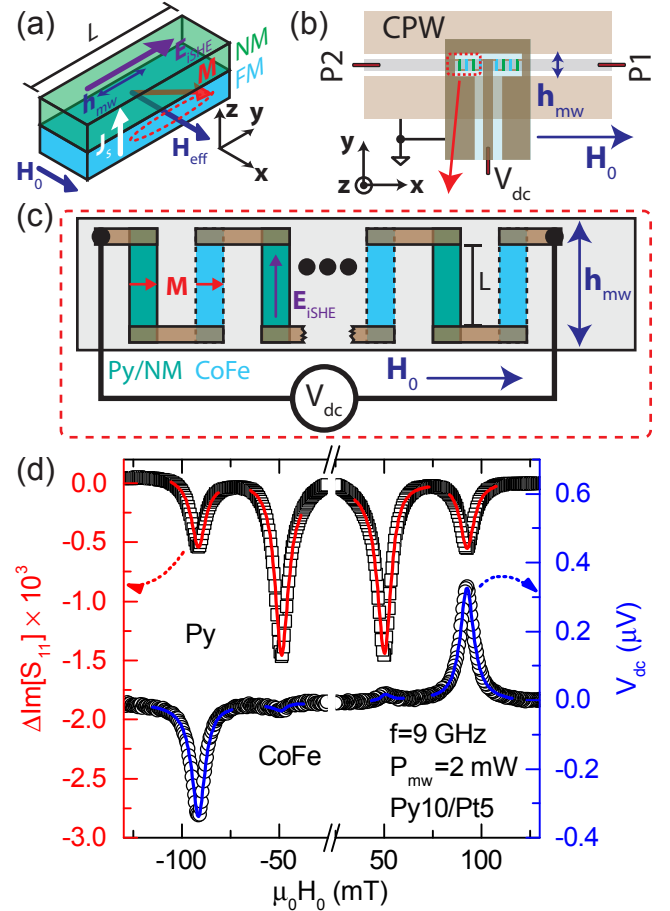 (a)
L
E_iSHE
NM
h_mw
M
FM
J_s
H_eff
H_0
z
y
x
(b)
CPW
P2
P1
h_mw
y
z
x
V_dc
H_0
(c)
M
E_iSHE
L
h_mw
Py/NM
CoFe
H_0
V_dc
(d)
0.0
-0.5
-1.0
-1.5
-2.0
-2.5
-3.0
ΔIm[S_11] × 10^3
Py
CoFe
f=9 GHz
P_mw=2 mW
Py10/Pt5
0.6
0.4
0.2
0.0
-0.2
-0.4
V_dc (μV)
-100
-50
50
100
μ_0H_0 (mT)